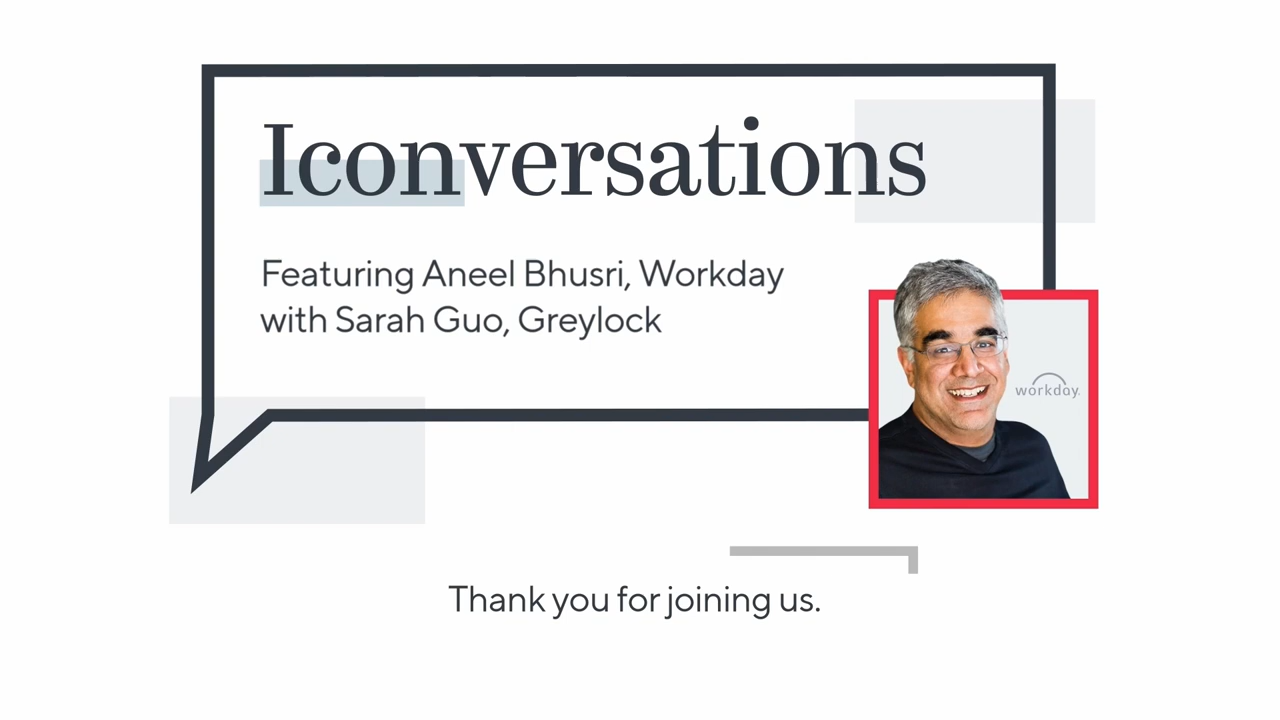 Iconversations
Featuring Aneel Bhusri, Workday
with Sarah Guo, Greylock
workday.
Thank you for joining us.